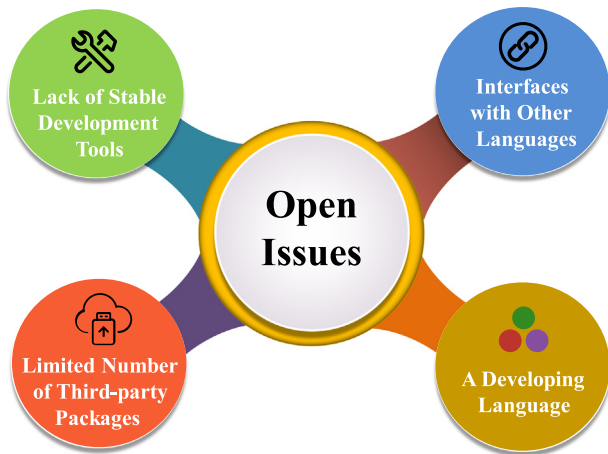 Lack of Stable
Development
Tools
Interfaces
with Other
Languages
Open
Issues
Limited Number
of Third-party
Packages
A Developing
Language